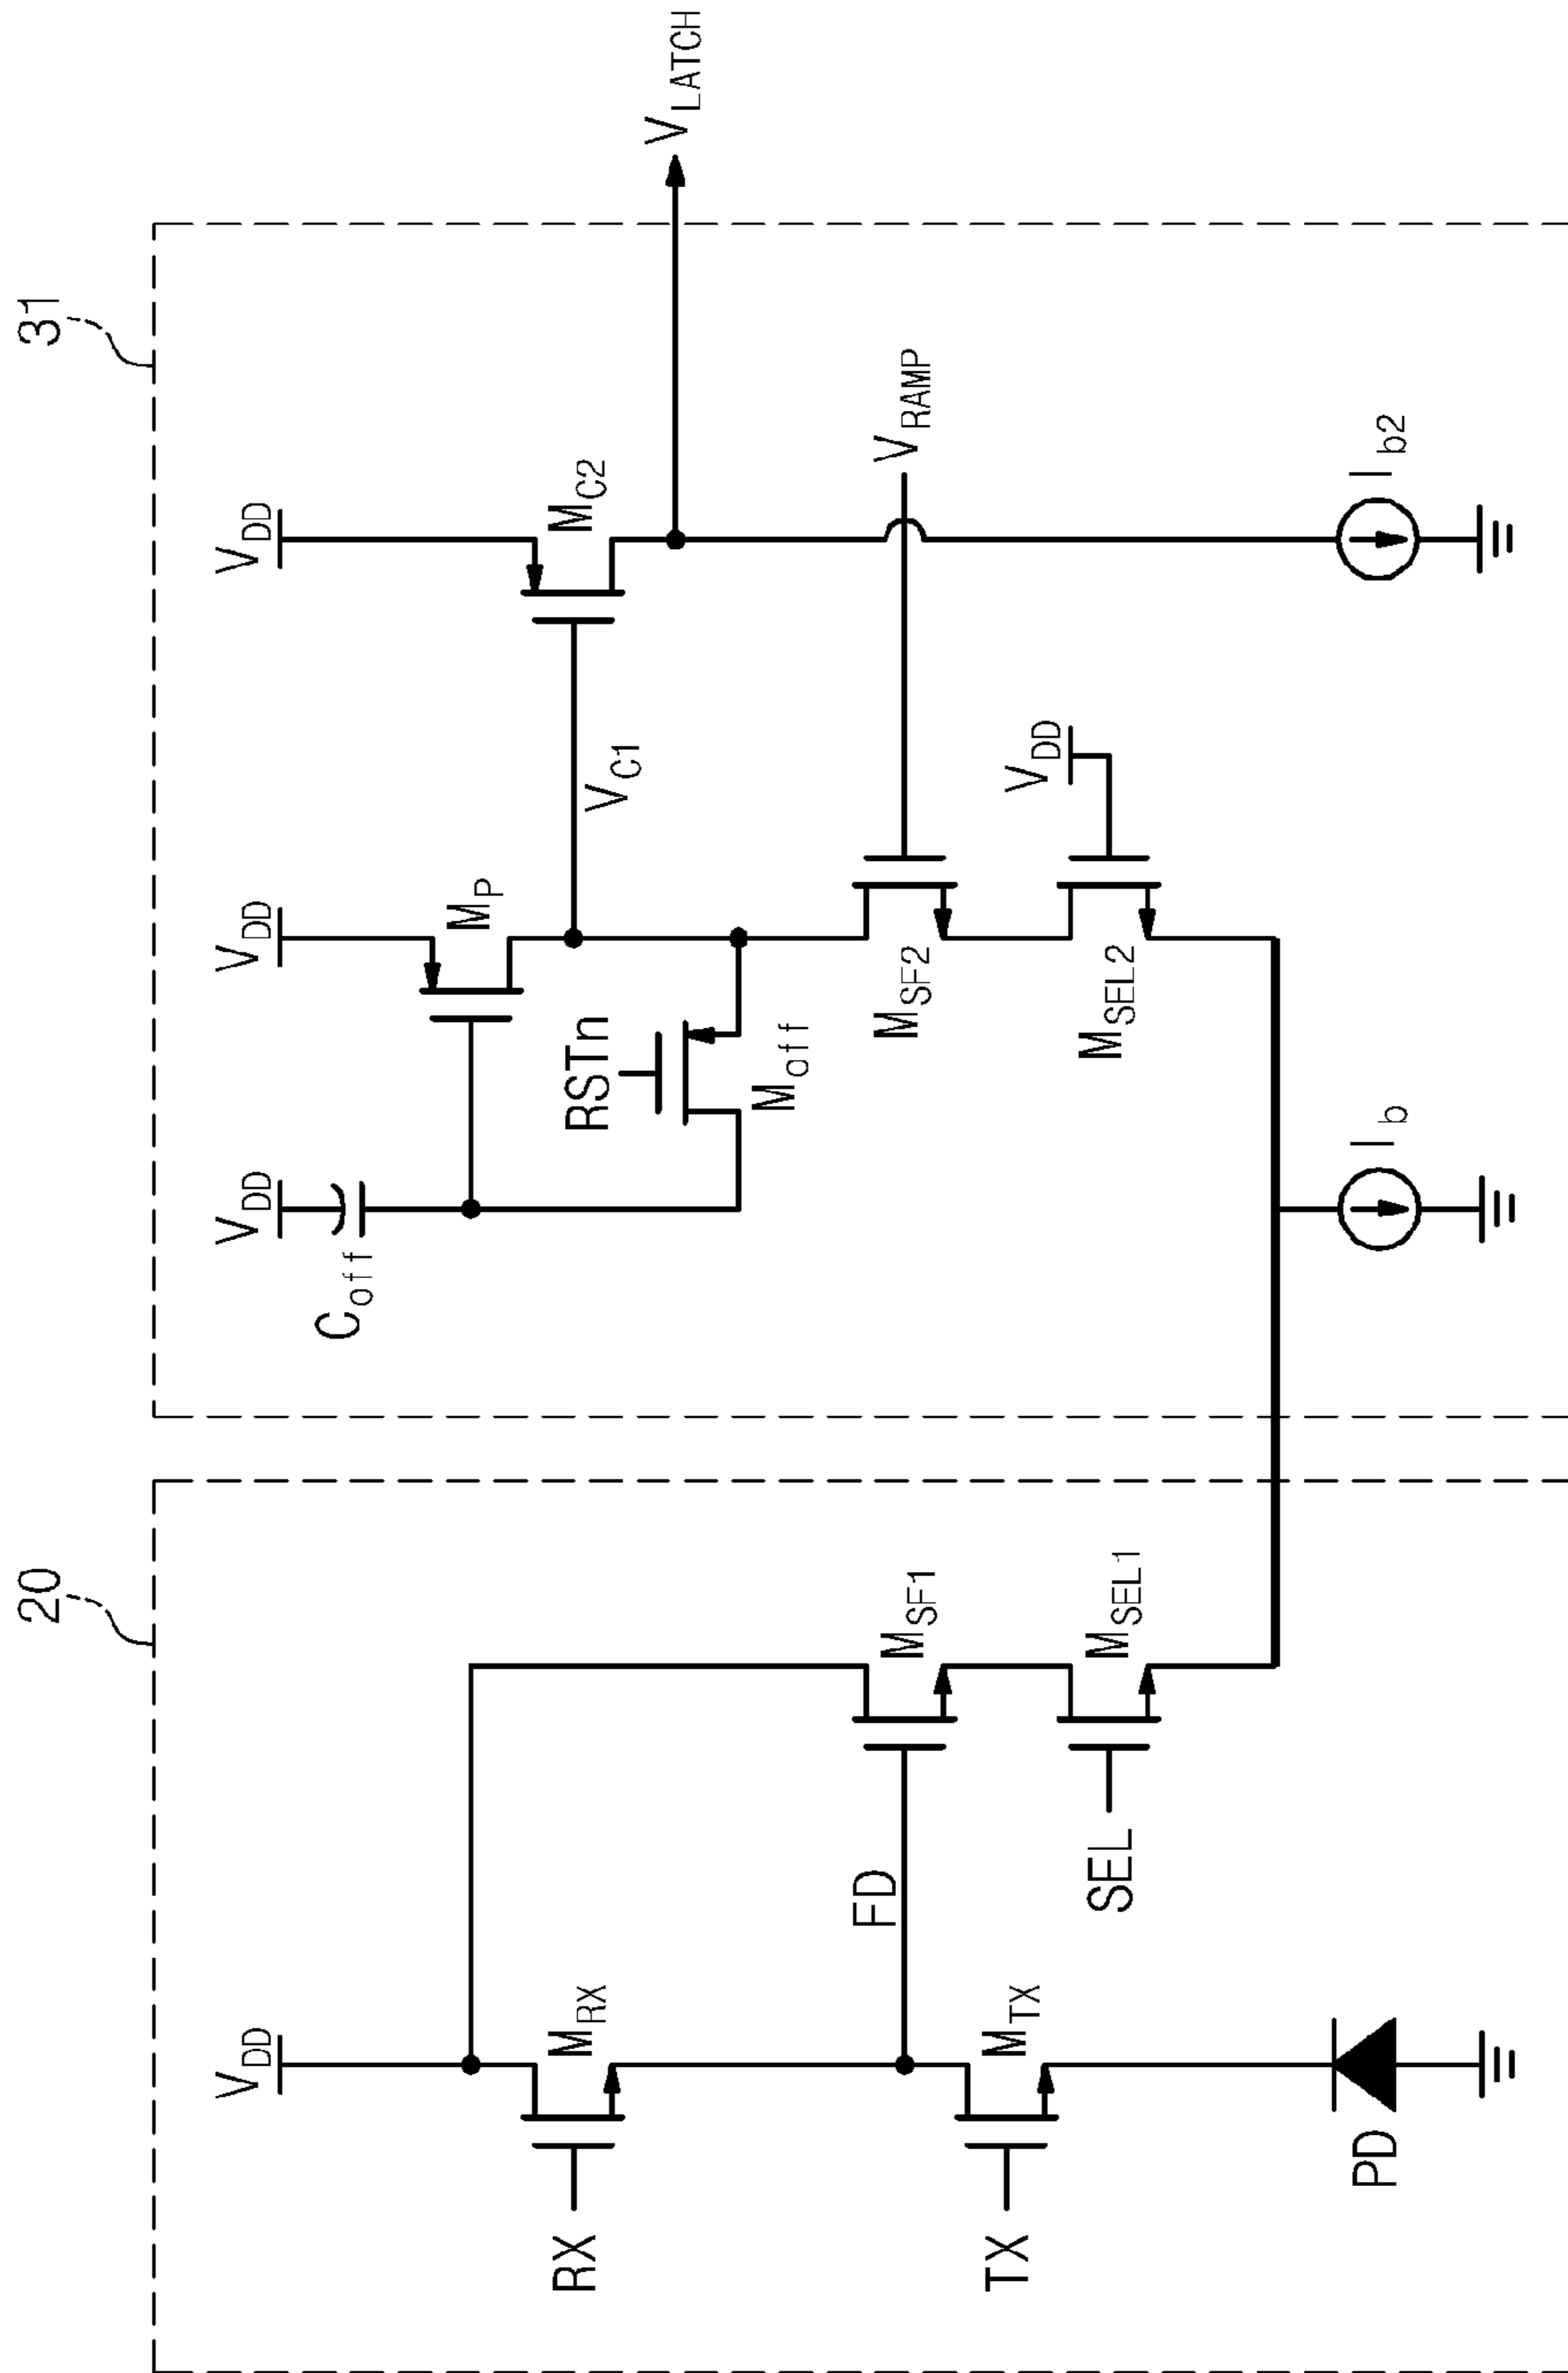 20
31
VDD
VDD
VDD
VDD
Coff
MP
MRX
RX
MC2
RSTn
VC1
VLATCH
Moff
FD
MSF1
MSF2
VRAMP
MTX
TX
SEL
MSEL1
MSEL2
VDD
PD
Ib
Ib2